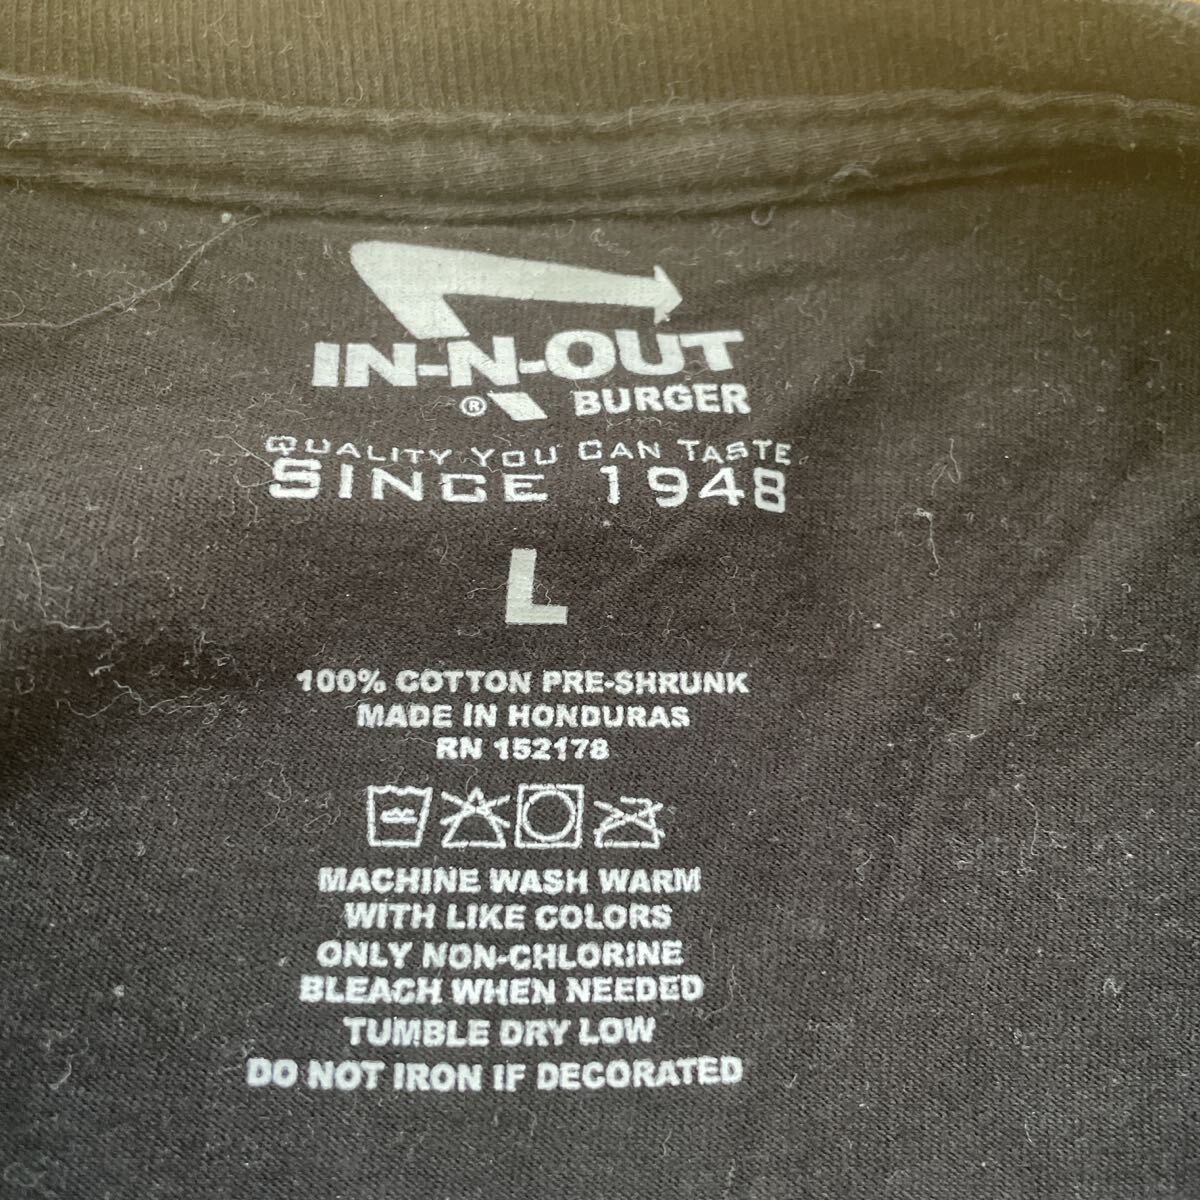 IN-N-OUT
® BURGER
QUALITY YOU CAN TASTE
SINCE 1948
L
100% COTTON PRE-SHRUNK
MADE IN HONDURAS
RN 152178
MACHINE WASH WARM
WITH LIKE COLORS
ONLY NON-CHLORINE
BLEACH WHEN NEEDED
TUMBLE DRY LOW
DO NOT IRON IF DECORATED